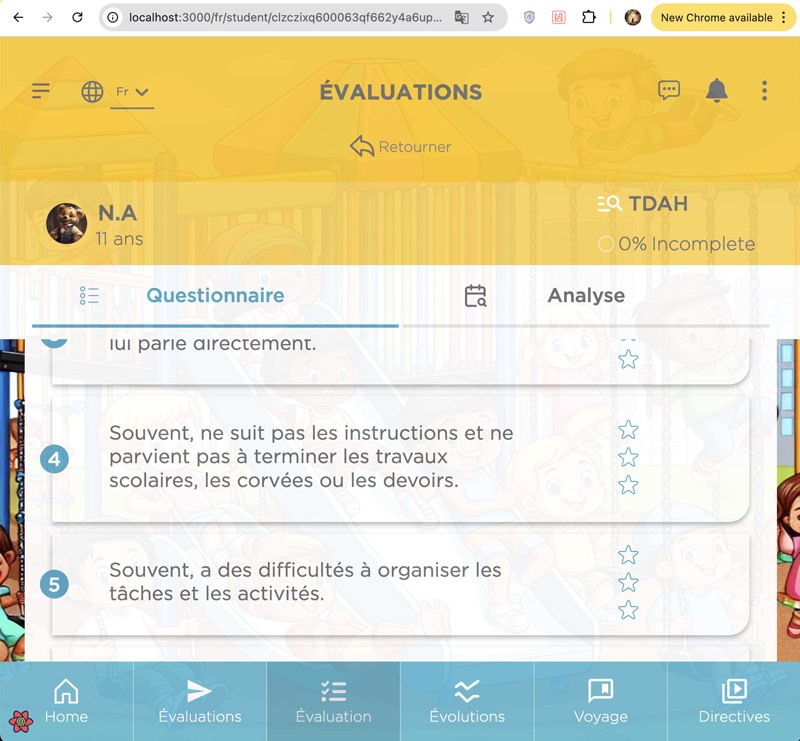 localhost:3000/fr/student/clzczixq600063qf662y4a6up...
New Chrome available
Fr
ÉVALUATIONS
Retourner
N.A
11 ans
TDAH
0% Incomplete
Questionnaire
Analyse
lui parle directement.
4
Souvent, ne suit pas les instructions et ne
parvient pas à terminer les travaux
scolaires, les corvées ou les devoirs.
5
Souvent, a des difficultés à organiser les
tâches et les activités.
Home
Évaluations
Évaluation
Évolutions
Voyage
Directives